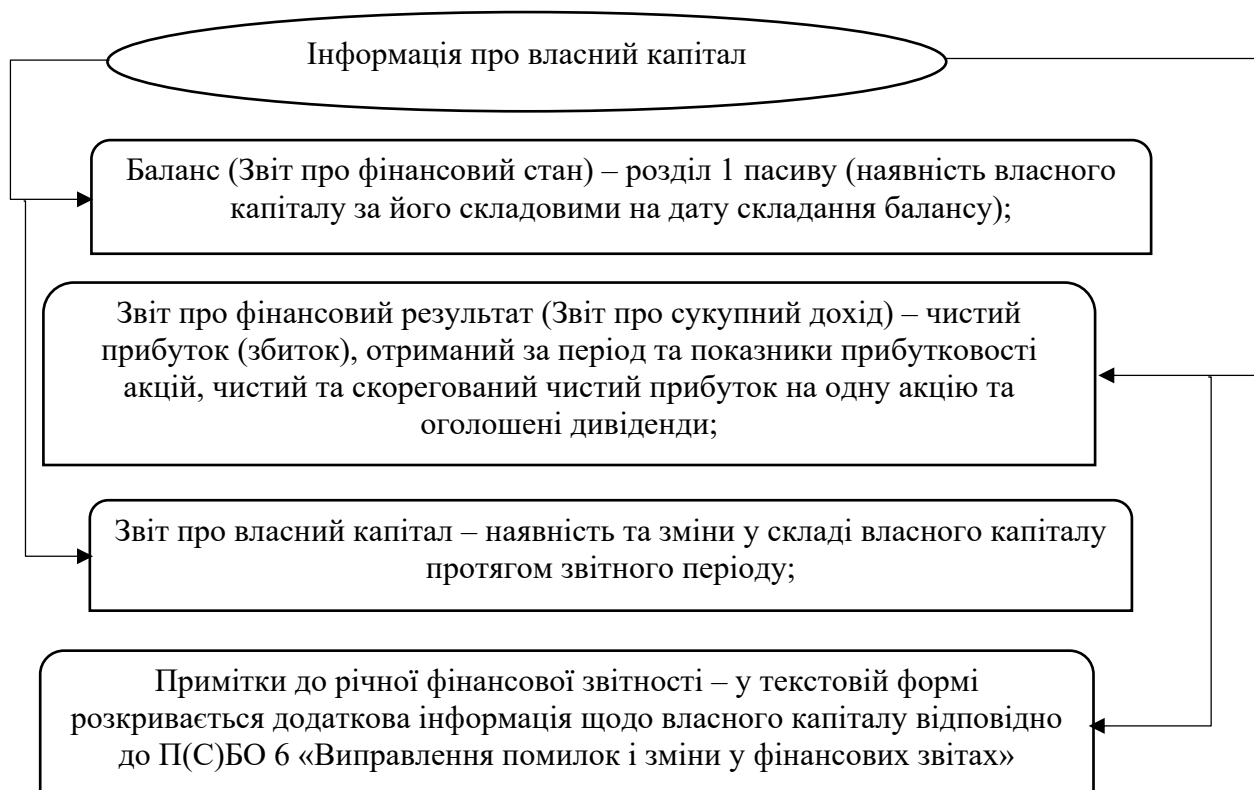 Інформація про власний капітал
Баланс (Звіт про фінансовий стан) – розділ 1 пасиву (наявність власного
капіталу за його складовими на дату складання балансу);
Звіт про фінансовий результат (Звіт про сукупний дохід) – чистий
прибуток (збиток), отриманий за період та показники прибутковості
акцій, чистий та скорегований чистий прибуток на одну акцію та
оголошені дивіденди;
Звіт про власний капітал – наявність та зміни у складі власного капіталу
протягом звітного періоду;
Примітки до річної фінансової звітності – у текстовій формі
розкривається додаткова інформація щодо власного капіталу відповідно
до П(С)БО 6 «Виправлення помилок і зміни у фінансових звітах»